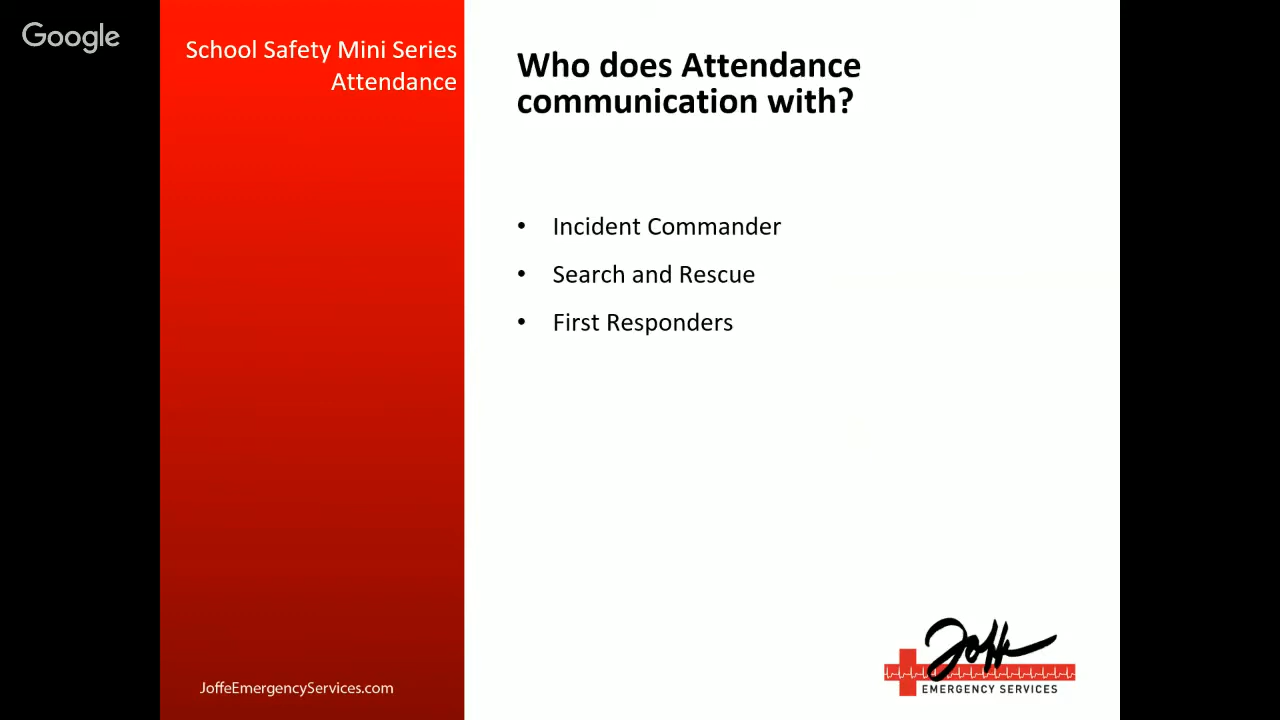 Google
School Safety Mini Series
Attendance
Who does Attendance
communication with?
• Incident Commander
• Search and Rescue
• First Responders
JoffeEmergencyServices.com
Joffe
EMERGENCY SERVICES